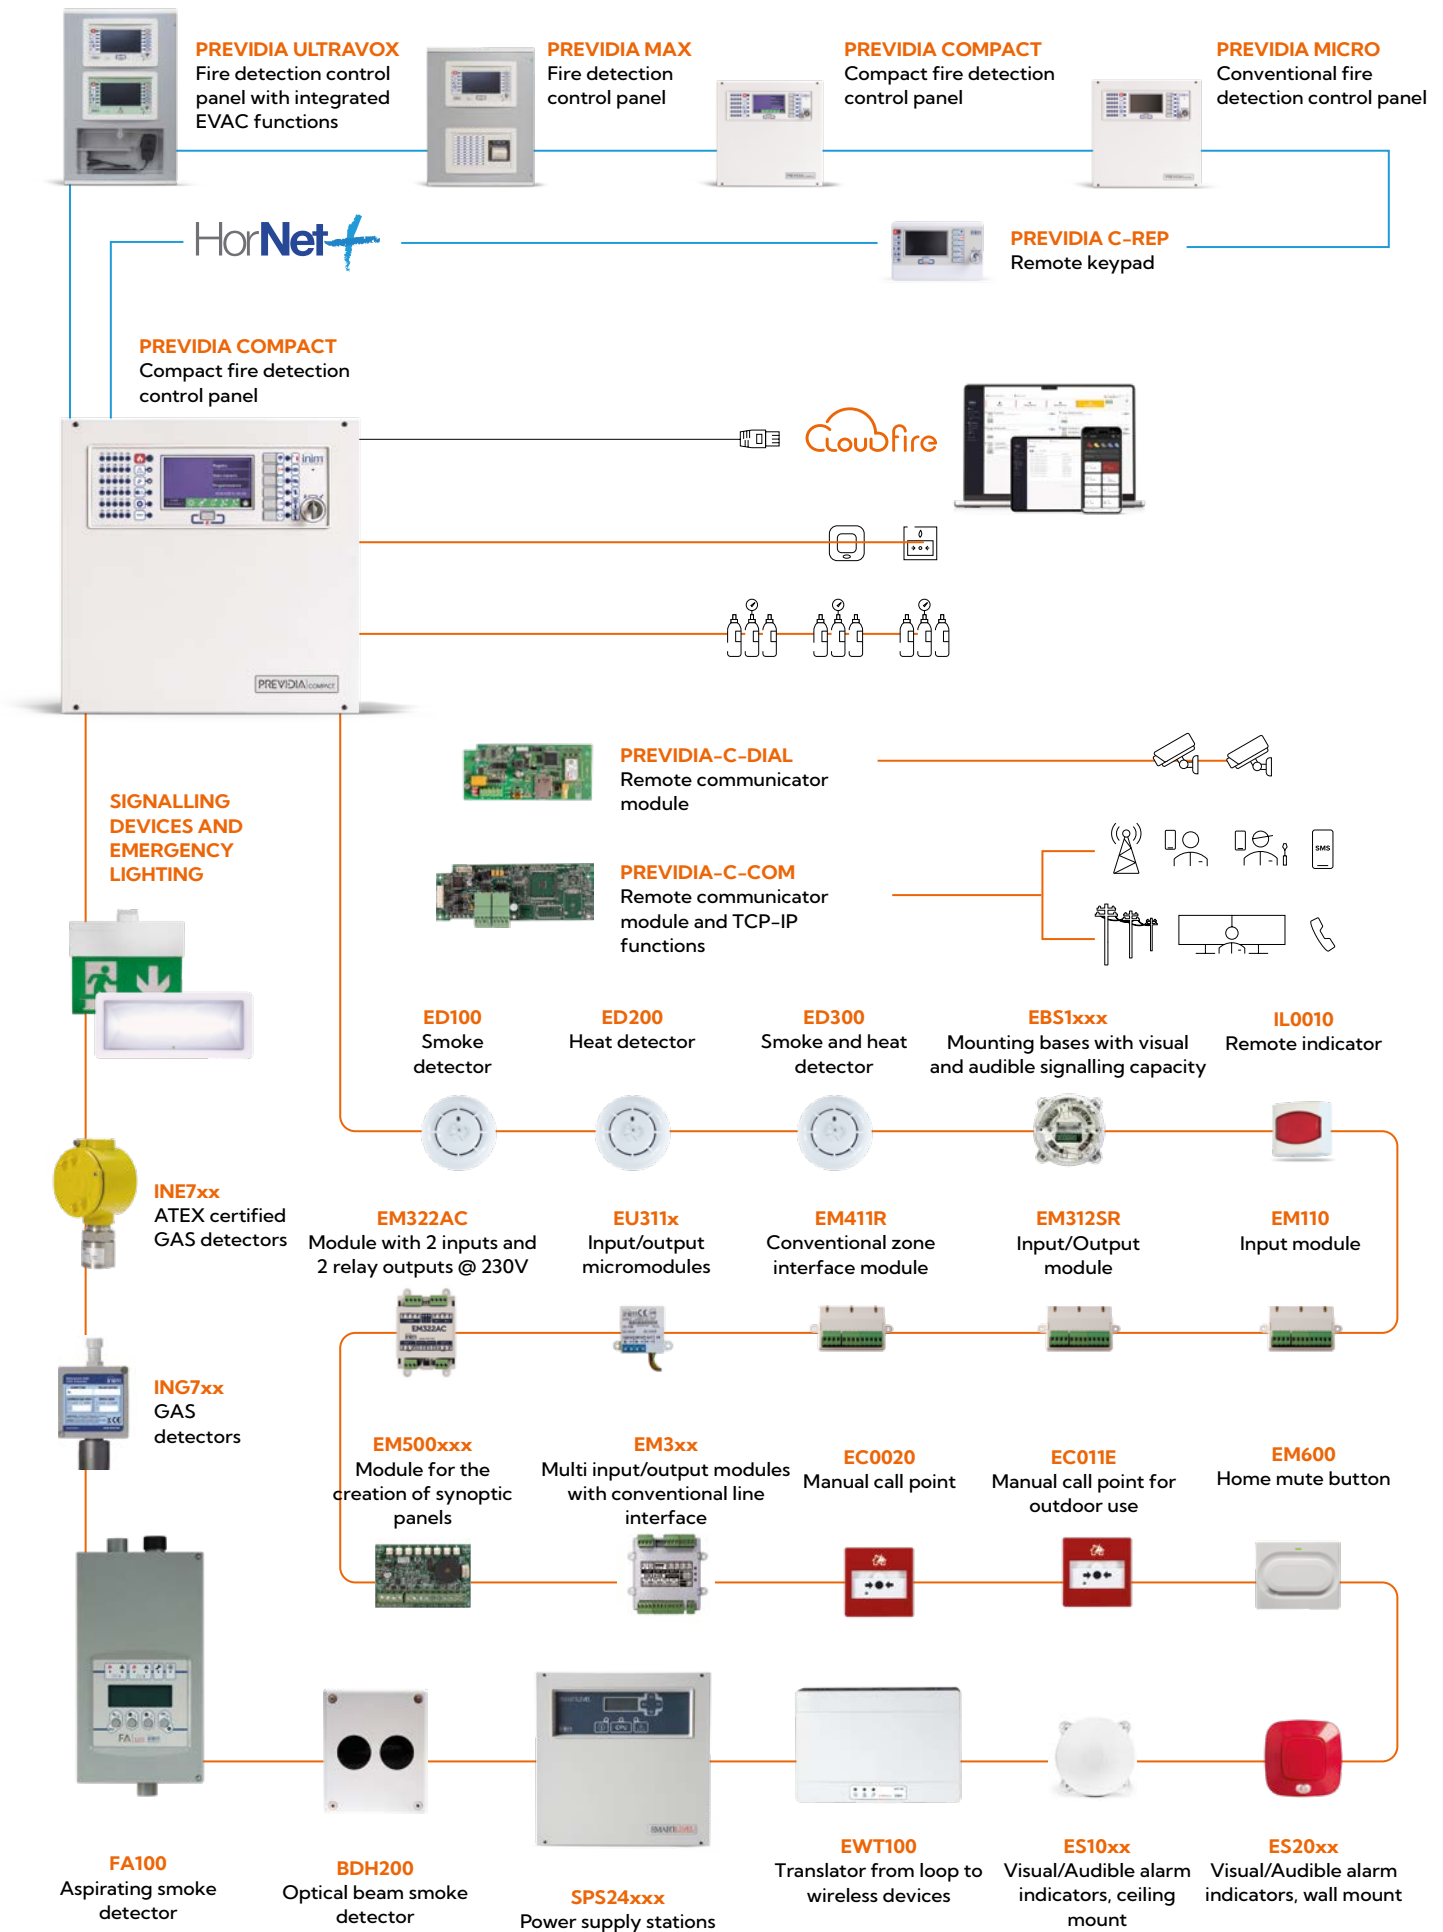 PREVIDIA ULTRAVOX
Fire detection control
panel with integrated
EVAC functions
PREVIDIA MAX
Fire detection
control panel
PREVIDIA COMPACT
Compact fire detection
control panel
PREVIDIA MICRO
Conventional fire
detection control panel
HorNet+
PREVIDIA C-REP
Remote keypad
PREVIDIA COMPACT
Compact fire detection
control panel
inim
PREVIDIA COMPACT
CLOUDFIRE
PREVIDIA-C-DIAL
Remote communicator
module
SIGNALLING
DEVICES AND
EMERGENCY
LIGHTING
PREVIDIA-C-COM
Remote communicator
module and TCP-IP
functions
SMS
ED100
Smoke
detector
ED200
Heat detector
ED300
Smoke and heat
detector
EBS1xxx
Mounting bases with visual
and audible signalling capacity
IL0010
Remote indicator
INE7xx
ATEX certified
GAS detectors
EM322AC
Module with 2 inputs and
2 relay outputs @ 230V
EU311x
Input/output
micromodules
EM411R
Conventional zone
interface module
EM312SR
Input/Output
module
EM110
Input module
EM322AC
ING7xx
GAS
detectors
EM500xxx
Module for the
creation of synoptic
panels
EM3xx
Multi input/output modules
with conventional line
interface
EC0020
Manual call point
EC011E
Manual call point for
outdoor use
EM600
Home mute button
CPU
SMARTLEVEL
FA100
Aspirating smoke
detector
BDH200
Optical beam smoke
detector
SPS24xxx
Power supply stations
EWT100
Translator from loop to
wireless devices
ES10xx
Visual/Audible alarm
indicators, ceiling
mount
ES20xx
Visual/Audible alarm
indicators, wall mount